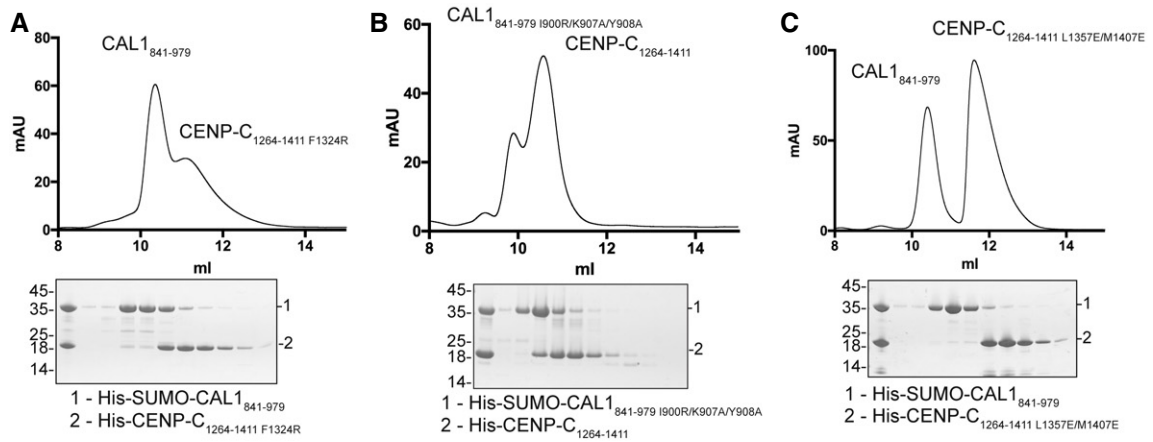 A
CAL1841-979
CENP-C1264-1411 F1324R
mAU
80
60
40
20
0
8 10 12 14
ml
45-
35-
25-
18-
14-
-1
-2
1 - His-SUMO-CAL1841-979
2 - His-CENP-C1264-1411 F1324R
B
CAL1841-979 I900R/K907A/Y908A
CENP-C1264-1411
mAU
60
40
20
0
8 10 12 14
ml
45-
35-
25-
18-
14-
-1
-2
1 - His-SUMO-CAL1841-979 I900R/K907A/Y908A
2 - His-CENP-C1264-1411
C
CENP-C1264-1411 L1357E/M1407E
CAL1841-979
mAU
100
50
0
8 10 12 14
ml
45-
35-
25-
18-
14-
-1
-2
1 - His-SUMO-CAL1841-979
2 - His-CENP-C1264-1411 L1357E/M1407E